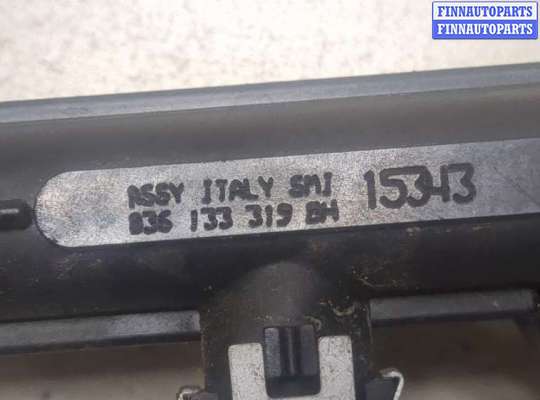 FINNAUTOPARTS
FINNAUTOPARTS
ASSY ITALY SMI 15343
036 133 319 BH